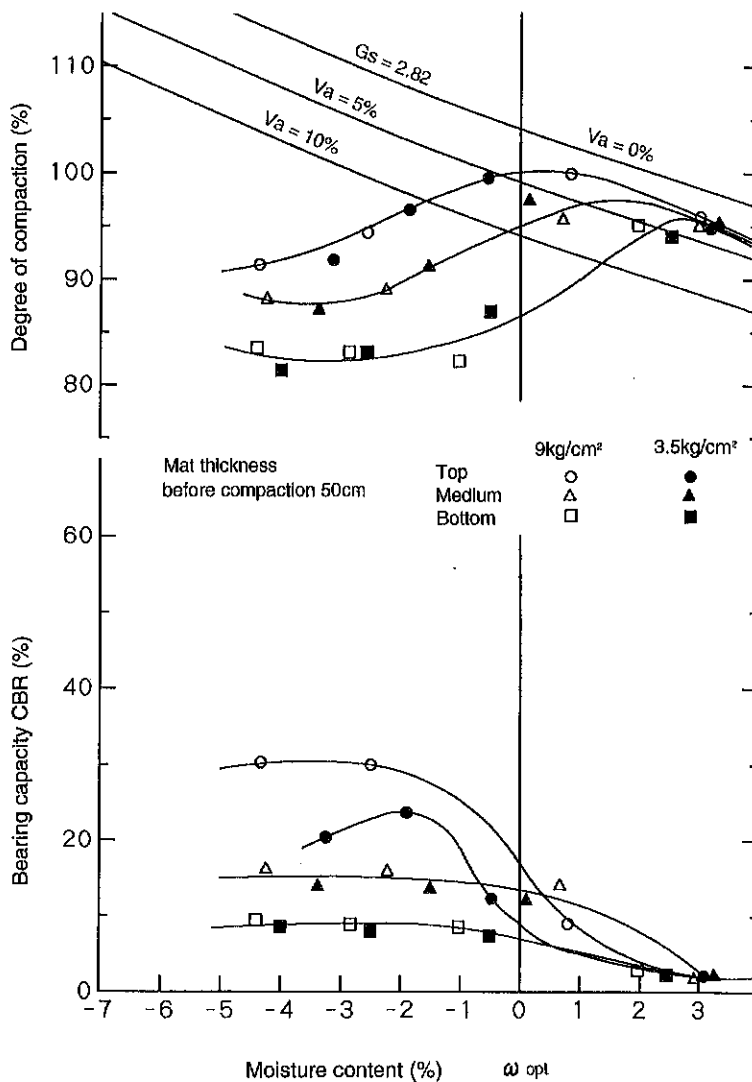 Degree of compaction (%)
110
100
90
80
Gs = 2.82
Va = 5%
Va = 10%
Va = 0%
Mat thickness
before compaction 50cm
9kg/cm² 3.5kg/cm²
Top
Medium
Bottom
Bearing capacity CBR (%)
60
40
20
0
-7 -6 -5 -4 -3 -2 -1 0 1 2 3
Moisture content (%) ω opt